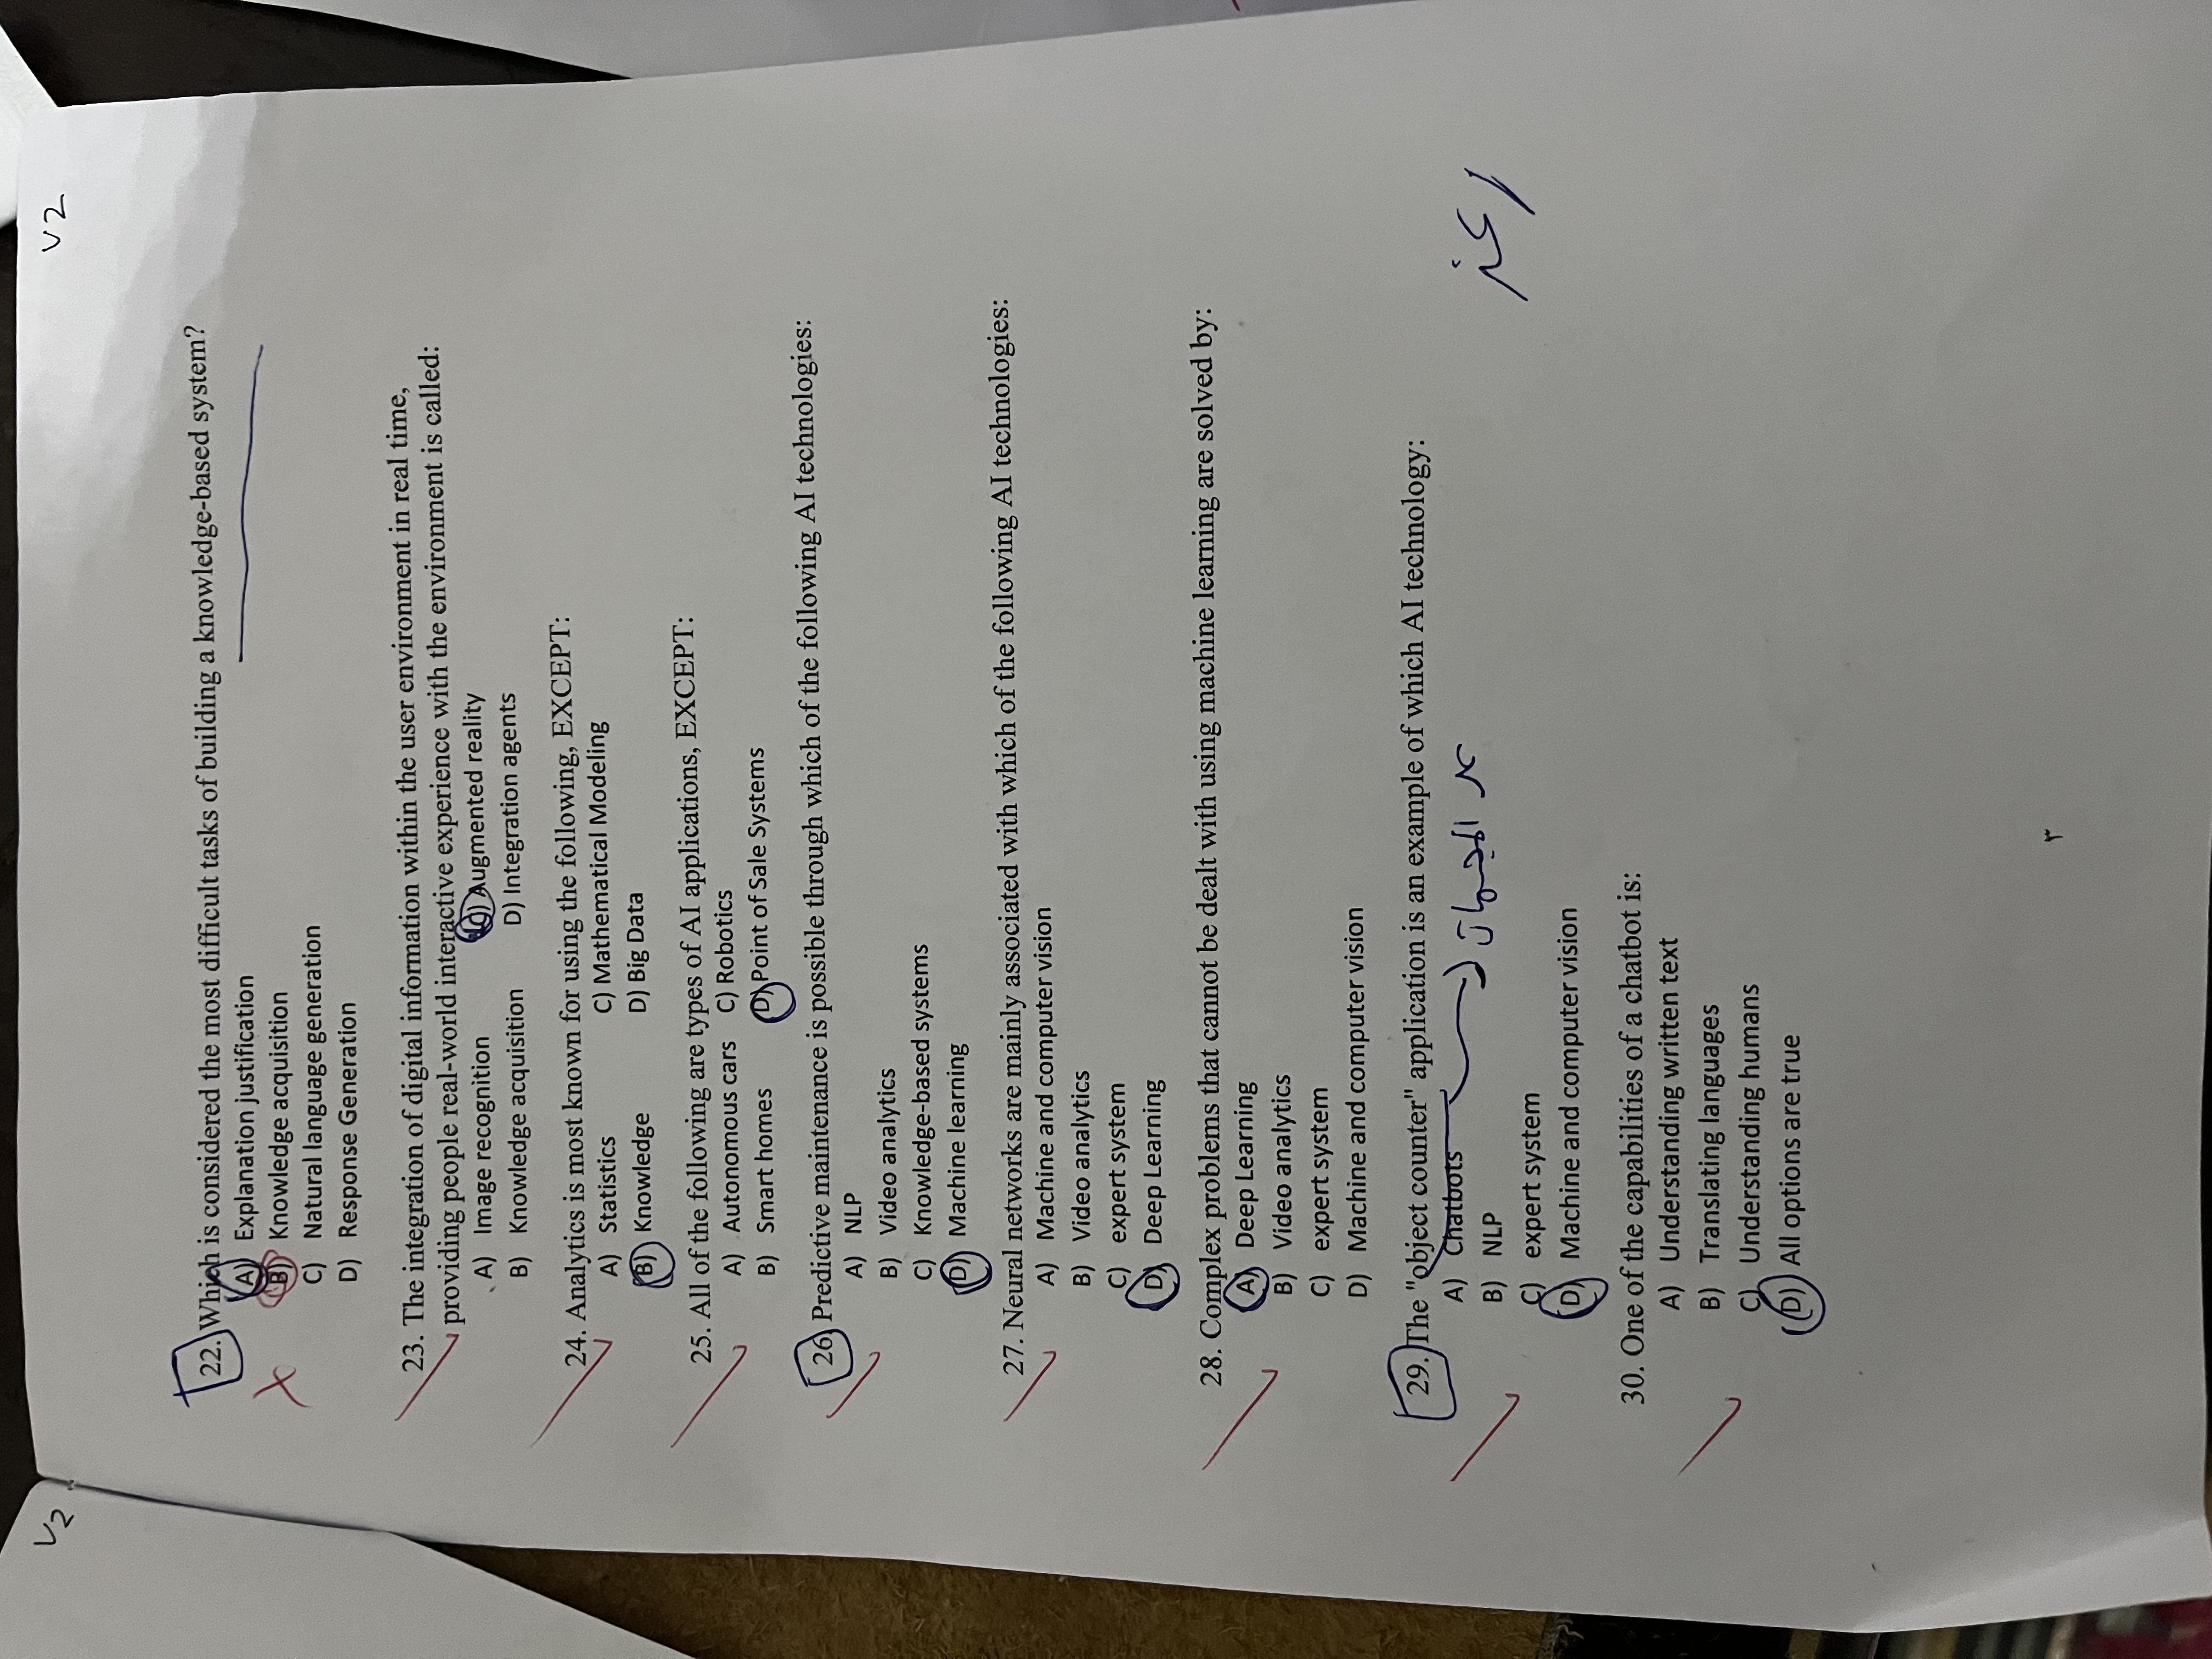 V2
V2
22. Which is considered the most difficult tasks of building a knowledge-based system?
A) Explanation justification
B) Knowledge acquisition
C) Natural language generation
D) Response Generation
23. The integration of digital information within the user environment in real time,
providing people real-world interactive experience with the environment is called:
A) Image recognition C) Augmented reality
B) Knowledge acquisition D) Integration agents
24. Analytics is most known for using the following, EXCEPT:
A) Statistics C) Mathematical Modeling
B) Knowledge D) Big Data
25. All of the following are types of AI applications, EXCEPT:
A) Autonomous cars C) Robotics
B) Smart homes D) Point of Sale Systems
26. Predictive maintenance is possible through which of the following AI technologies:
A) NLP
B) Video analytics
C) Knowledge-based systems
D) Machine learning
27. Neural networks are mainly associated with which of the following AI technologies:
A) Machine and computer vision
B) Video analytics
C) expert system
D) Deep Learning
28. Complex problems that cannot be dealt with using machine learning are solved by:
A) Deep Learning
B) Video analytics
C) expert system
D) Machine and computer vision
29. The "object counter" application is an example of which AI technology:
A) Chatbots
B) NLP
C) expert system
D) Machine and computer vision
30. One of the capabilities of a chatbot is:
A) Understanding written text
B) Translating languages
C) Understanding humans
D) All options are true
٣